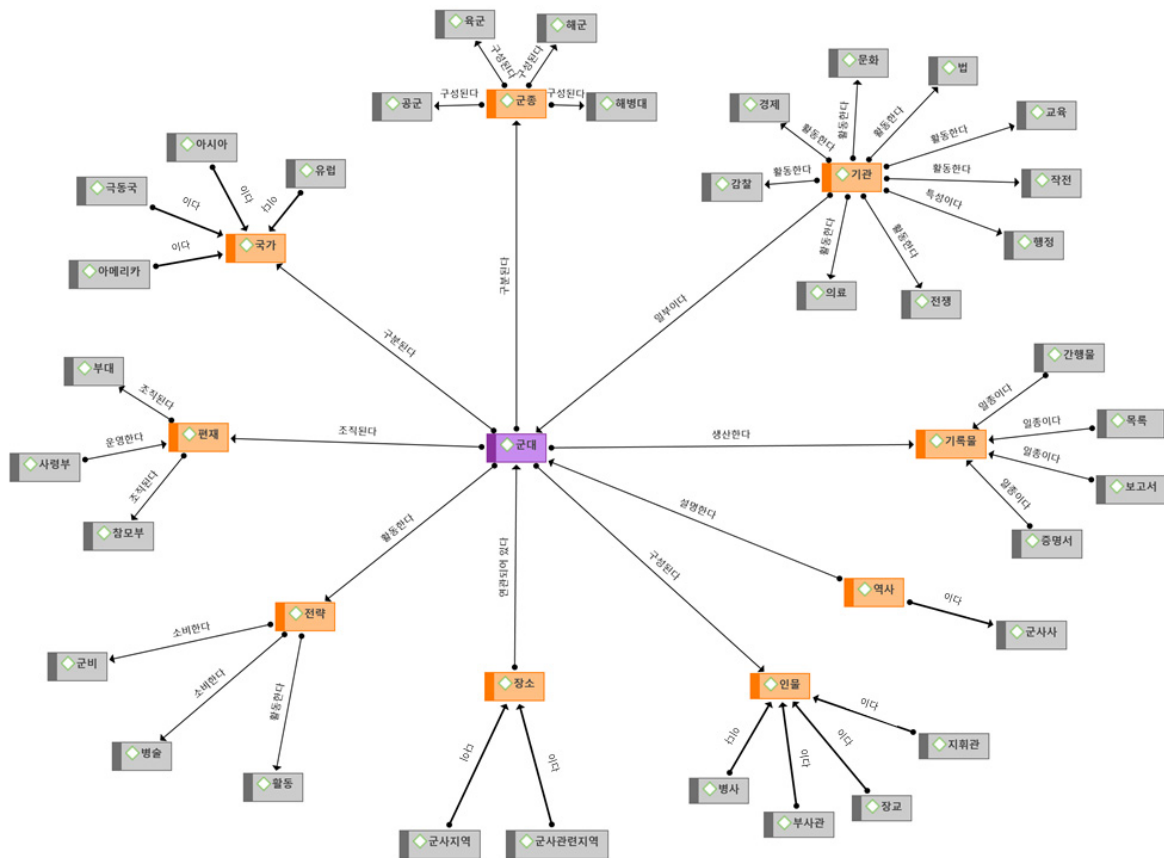 육군
해군
구성된다
구성된다
공군
구성된다
군종
구성된다
해병대
문화
법
경제
교육
활동한다
활동한다
활동한다
활동한다
감찰
활동한다
기관
활동한다
작전
특성이다
행정
활동한다
활동한다
의료
전쟁
아시아
극동국
유럽
이다
이다
이다
국가
이다
아메리카
구분된다
구분된다
일부이다
부대
조직된다
사령부
운영한다
편재
조직된다
참모부
조직된다
군대
생산한다
기록물
간행물
일종이다
일종이다
목록
일종이다
보고서
일종이다
증명서
설명한다
역사
이다
군사사
활동한다
전략
소비한다
군비
소비한다
병술
활동한다
활동
연관되어 있다
장소
이다
이다
군사지역
군사관련지역
구성된다
인물
이다
지휘관
이다
이다
이다
병사
부사관
장교